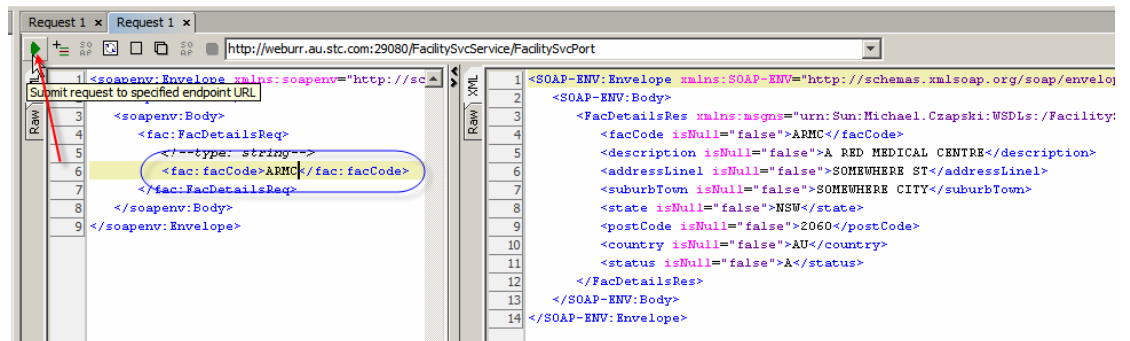 Request 1 × Request 1 ×
SO AP SO AP http://weburr.au.stc.com:29080/FacilitySvcService/FacilitySvcPort
Submit request to specified endpoint URL
Raw
1 <soapenv:Envelope xmlns:soapenv="http://sc
3 <soapenv:Body>
4 <fac:FacDetailsReq>
5 <!--type: string-->
6 <fac:facCode>ARMC</fac:facCode>
7 </fac:FacDetailsReq>
8 </soapenv:Body>
9 </soapenv:Envelope>
XML
Raw
1 <SOAP-ENV:Envelope xmlns:SOAP-ENV="http://schemas.xmlsoap.org/soap/envelop
2 <SOAP-ENV:Body>
3 <FacDetailsRes xmlns:msgns="urn:Sun:Michael.Czapski:WSDLs:/Facility
4 <facCode isNull="false">ARMC</facCode>
5 <description isNull="false">A RED MEDICAL CENTRE</description>
6 <addressLine1 isNull="false">SOMEWHERE ST</addressLine1>
7 <suburbTown isNull="false">SOMEWHERE CITY</suburbTown>
8 <state isNull="false">NSW</state>
9 <postCode isNull="false">2060</postCode>
10 <country isNull="false">AU</country>
11 <status isNull="false">A</status>
12 </FacDetailsRes>
13 </SOAP-ENV:Body>
14 </SOAP-ENV:Envelope>